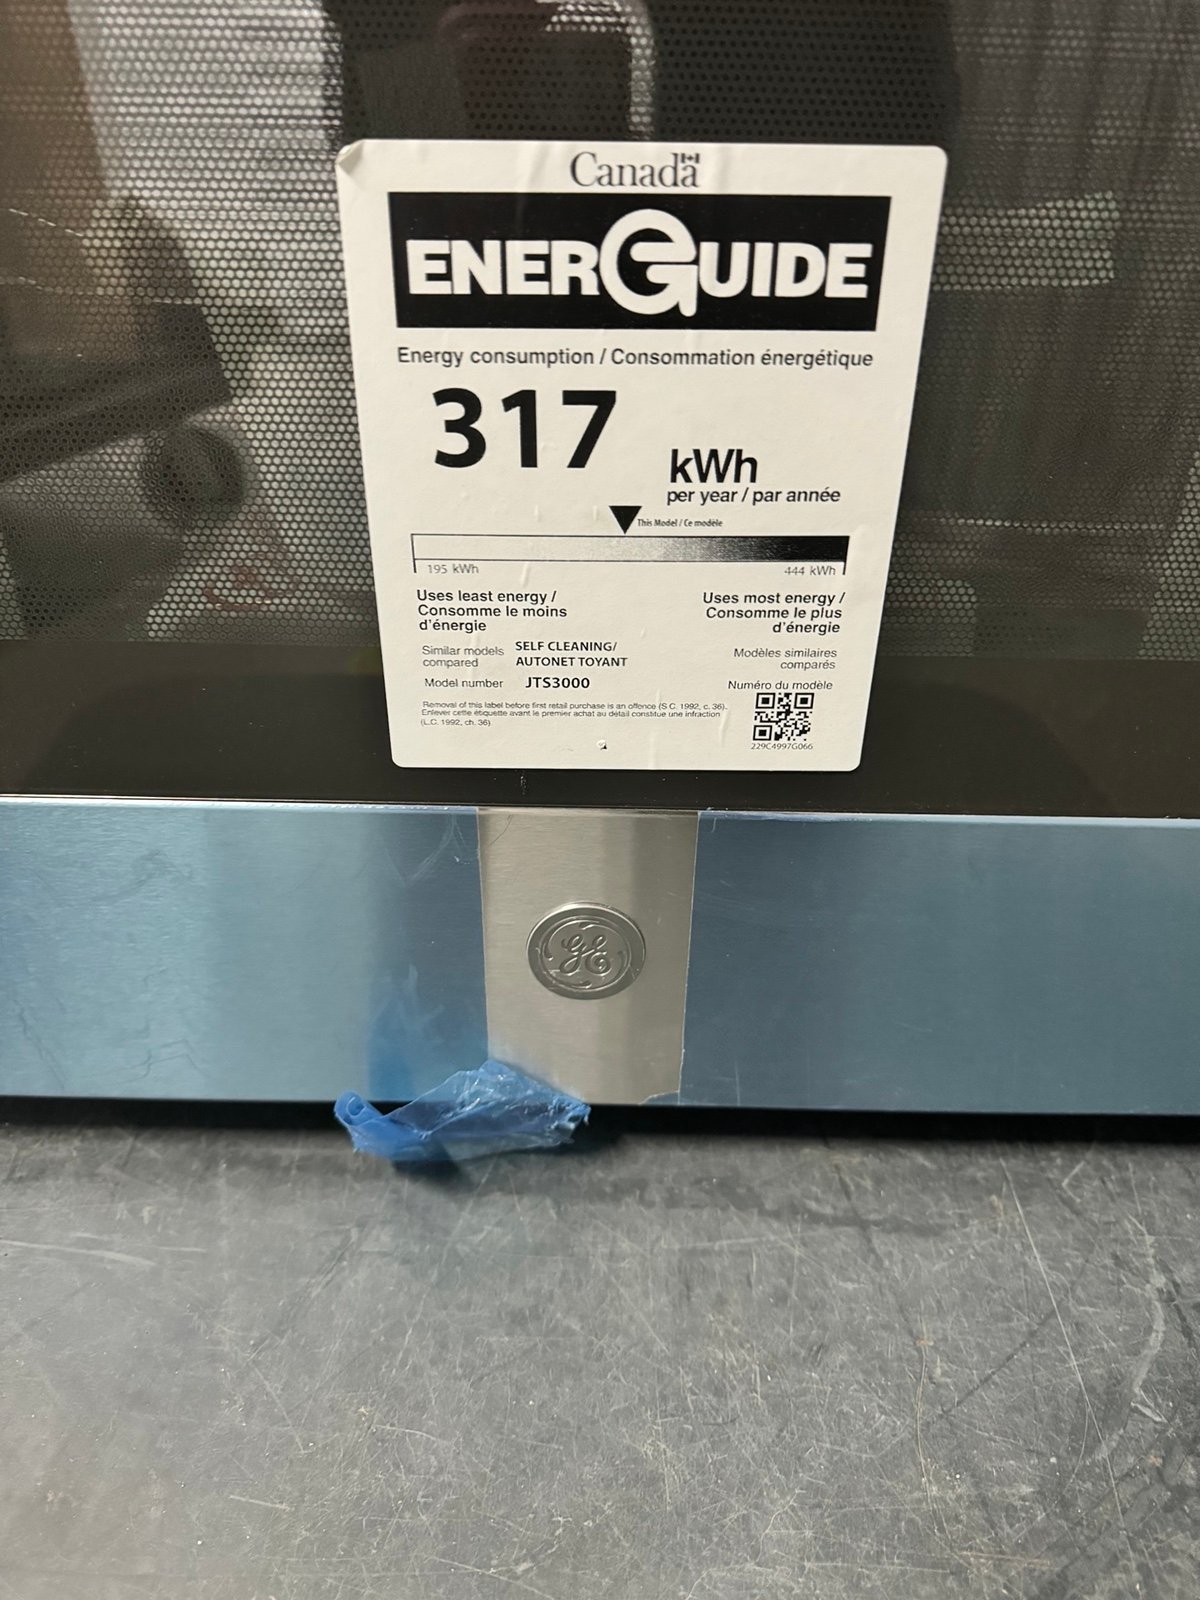 Canada
ENERGUIDE
Energy consumption / Consommation énergétique
317
kWh
per year / par année
This Model / Ce modèle
195 kWh
444 kWh
Uses least energy /
Consomme le moins
d'énergie
Uses most energy /
Consomme le plus
d'énergie
Similar models
compared
SELF CLEANING/
AUTONET TOYANT
Modèles similaires
comparés
Model number
JTS3000
Numéro du modèle
Removal of this label before first retail purchase is an offence (S.C. 1992, c. 36).
Enlever cette étiquette avant le premier achat au détail constitue une infraction
(L.C. 1992, ch. 36).
229C4997G066
GE